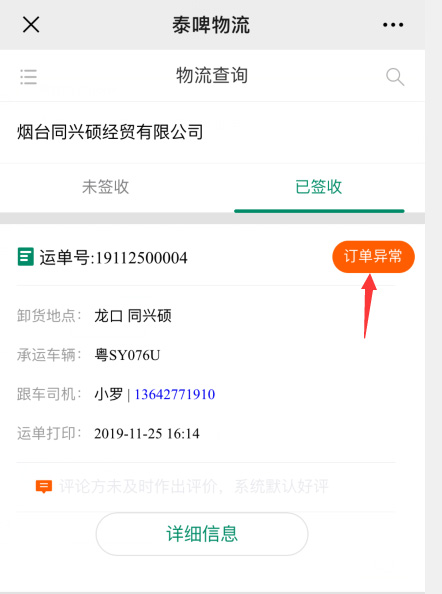 泰啤物流
物流查询
烟台同兴硕经贸有限公司
未签收 已签收
运单号:19112500004 订单异常
卸货地点： 龙口 同兴硕
承运车辆： 粤SY076U
跟车司机： 小罗 | 13642771910
运单打印： 2019-11-25 16:14
评论方未及时作出评价，系统默认好评
详细信息